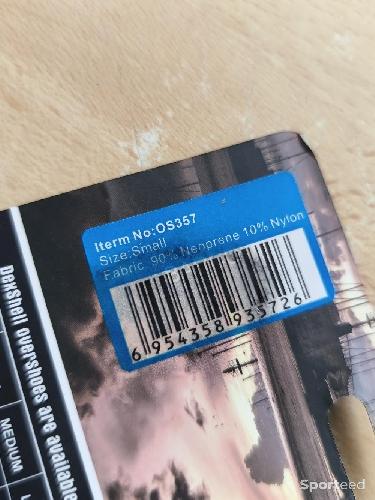 Iterm No:OS357
Size:Small
Fabric: 90% Neoprene 10% Nylon
6 954358 935726
DexShell overshoes are available
MEDIUM
L
Sporteed